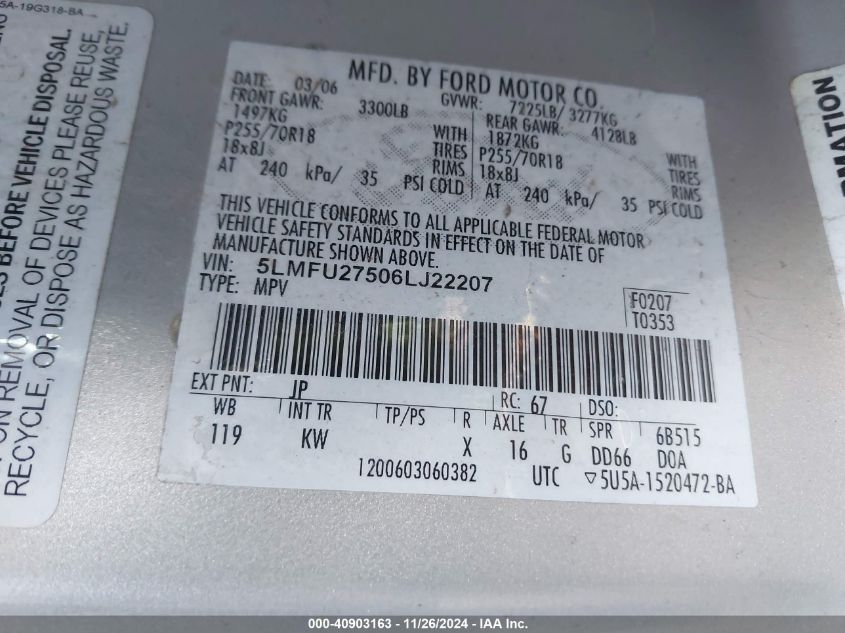 5A-19G318-BA
ES BEFORE VEHICLE DISPOSAL.
ON REMOVAL OF DEVICES PLEASE REUSE,
RECYCLE, OR DISPOSE AS HAZARDOUS WASTE.
MFD. BY FORD MOTOR CO.
DATE: 03/06 GVWR: 7225LB/ 3277KG
FRONT GAWR: 3300LB REAR GAWR: 4128LB
1497KG WITH 1872KG WITH
P255/70R18 TIRES P255/70R18 TIRES
18x8J RIMS 18x8J RIMS
AT 240 kPa/ 35 PSI COLD AT 240 kPa/ 35 PSI COLD
THIS VEHICLE CONFORMS TO ALL APPLICABLE FEDERAL MOTOR
VEHICLE SAFETY STANDARDS IN EFFECT ON THE DATE OF
MANUFACTURE SHOWN ABOVE.
VIN: 5LMFU27506LJ22207
TYPE: MPV
F0207
T0353
EXT PNT: JP RC: 67 DSO:
WB INT TR TP/PS R AXLE TR SPR 6B515
119 KW X 16 G DD66 DOA
1200603060382 UTC ▽5U5A-1520472-BA
RMATION
000-40903163 - 11/26/2024 - IAA Inc.